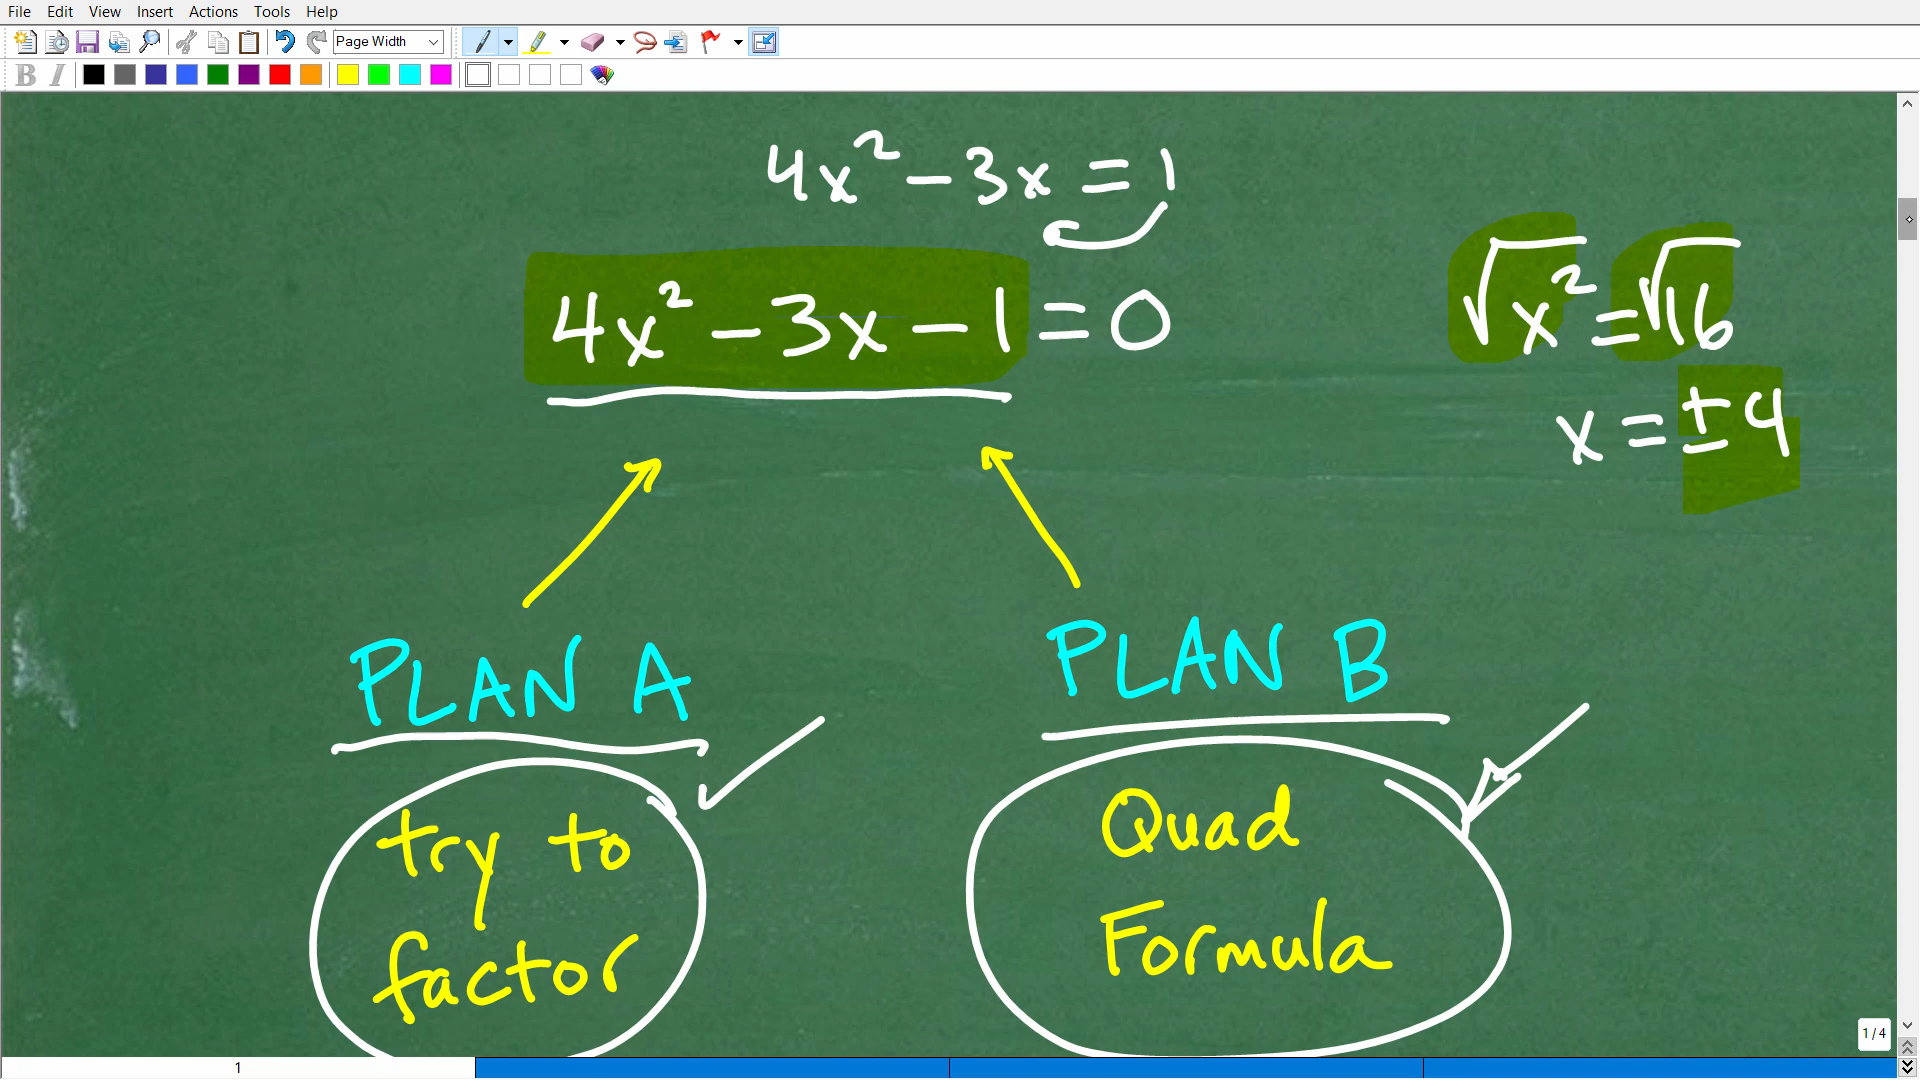 File Edit View Insert Actions Tools Help
Page Width
B I
4x² - 3x = 1
4x² - 3x - 1 = 0
√x² = √16
x = ± 4
PLAN A
PLAN B
try to
factor
Quad
Formula
1 / 4
1